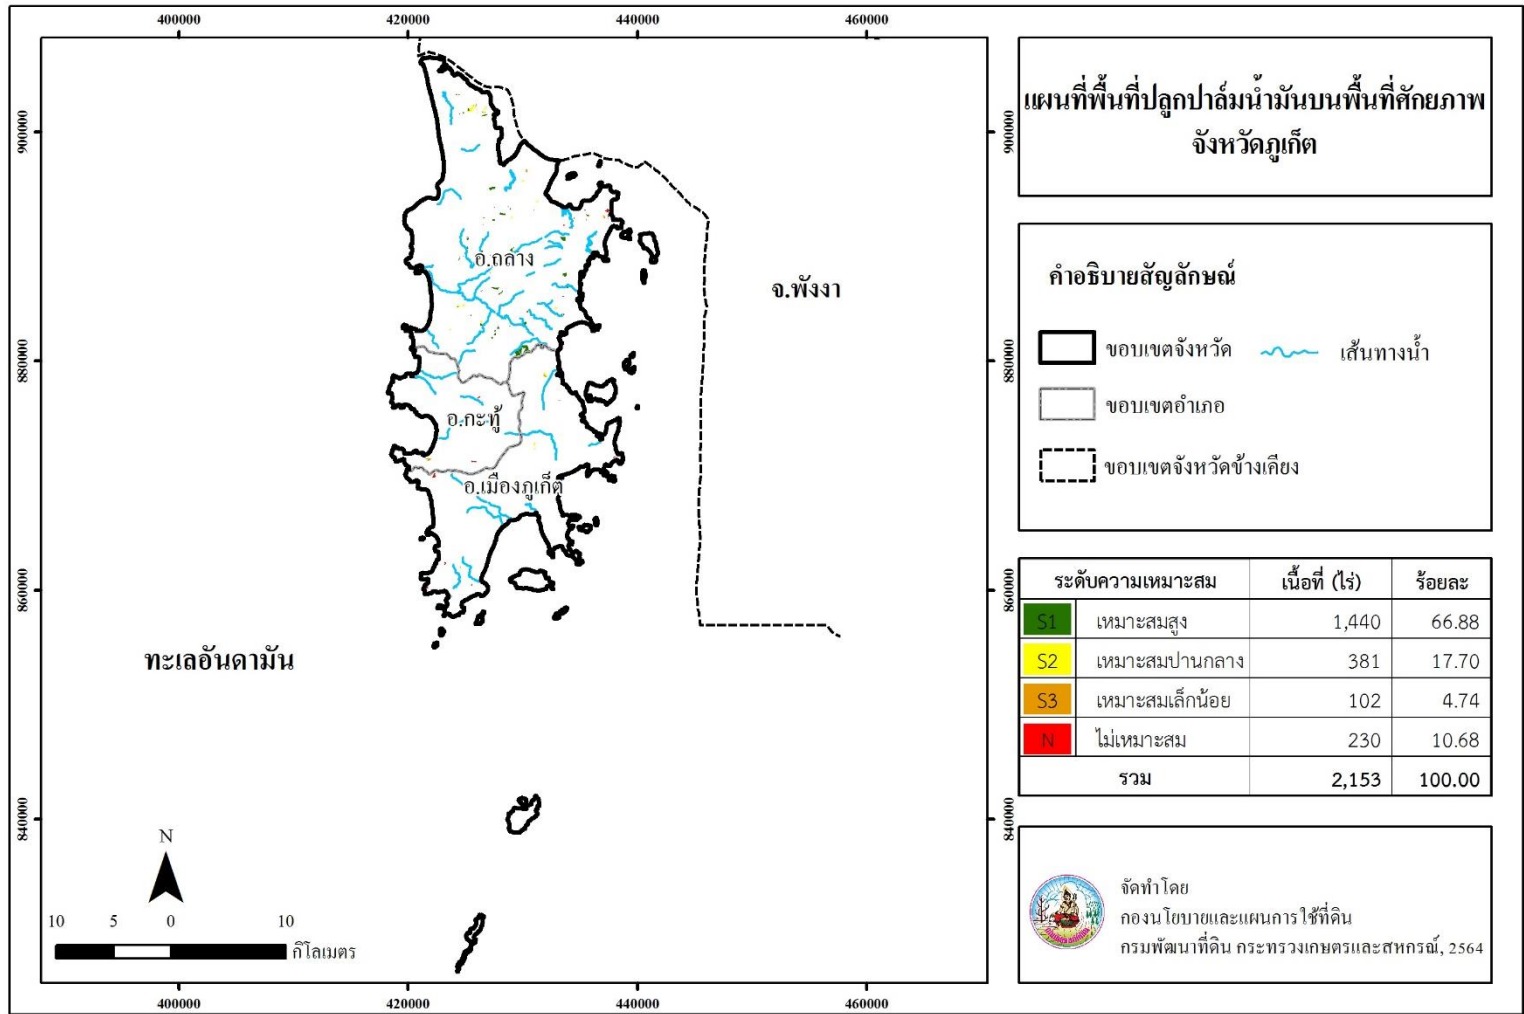 400000 420000 440000 460000
แผนที่พื้นที่ปลูกปาล์มน้ำมันบนพื้นที่ศักยภาพ
จังหวัดภูเก็ต
900000 900000
880000 880000
860000 860000
840000 840000
อ.ถลาง
จ.พังงา
อ.กะทู้
อ.เมืองภูเก็ต
ทะเลอันดามัน
คำอธิบายสัญลักษณ์
ขอบเขตจังหวัด เส้นทางน้ำ
ขอบเขตอำเภอ
ขอบเขตจังหวัดข้างเคียง
ระดับความเหมาะสม เนื้อที่ (ไร่) ร้อยละ
S1 เหมาะสมสูง 1,440 66.88
S2 เหมาะสมปานกลาง 381 17.70
S3 เหมาะสมเล็กน้อย 102 4.74
N ไม่เหมาะสม 230 10.68
รวม 2,153 100.00
N
10 5 0 10
กิโลเมตร
จัดทำโดย
กองนโยบายและแผนการใช้ที่ดิน
กรมพัฒนาที่ดิน กระทรวงเกษตรและสหกรณ์, 2564
400000 420000 440000 460000